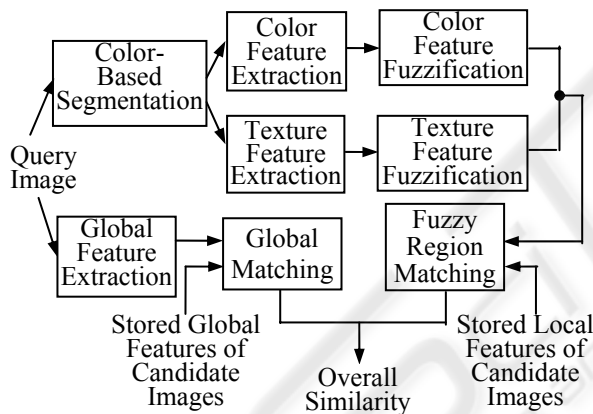 Color-
Based
Segmentation
Color
Feature
Extraction
Color
Feature
Fuzzification
Texture
Feature
Extraction
Texture
Feature
Fuzzification
Query
Image
Global
Feature
Extraction
Global
Matching
Fuzzy
Region
Matching
Stored Global
Features of
Candidate
Images
Stored Local
Features of
Candidate
Images
Overall
Similarity